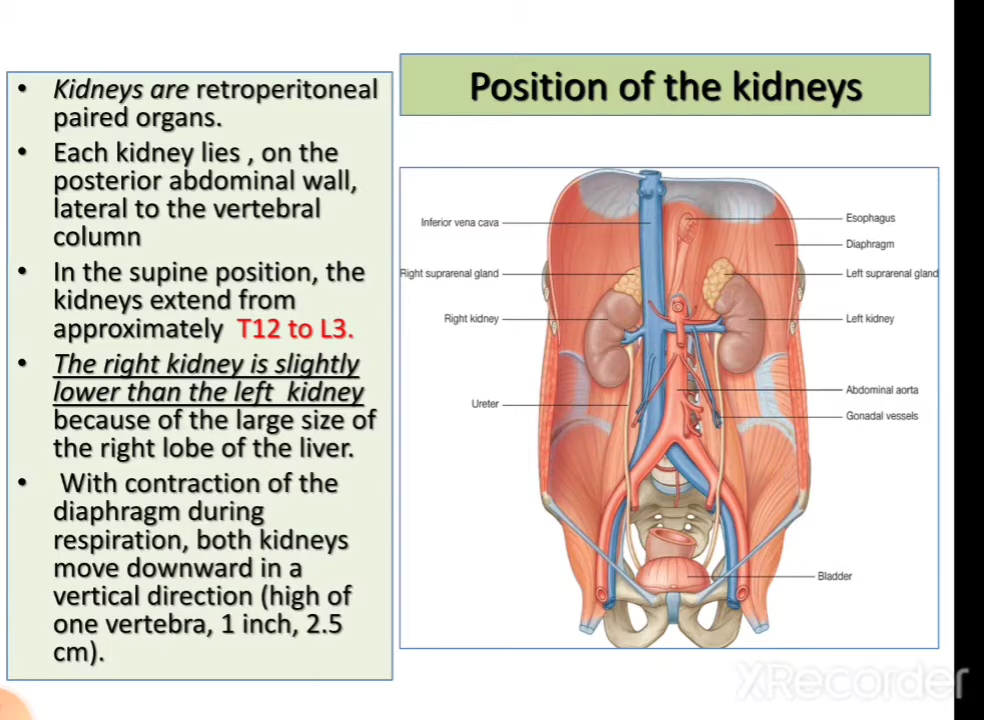 Position of the kidneys
• Kidneys are retroperitoneal
paired organs.
• Each kidney lies , on the
posterior abdominal wall,
lateral to the vertebral
column
• In the supine position, the
kidneys extend from
approximately T12 to L3.
• The right kidney is slightly
lower than the left kidney
because of the large size of
the right lobe of the liver.
• With contraction of the
diaphragm during
respiration, both kidneys
move downward in a
vertical direction (high of
one vertebra, 1 inch, 2.5
cm).
Inferior vena cava
Right suprarenal gland
Right kidney
Ureter
Esophagus
Diaphragm
Left suprarenal gland
Left kidney
Abdominal aorta
Gonadal vessels
Bladder
XRecorder